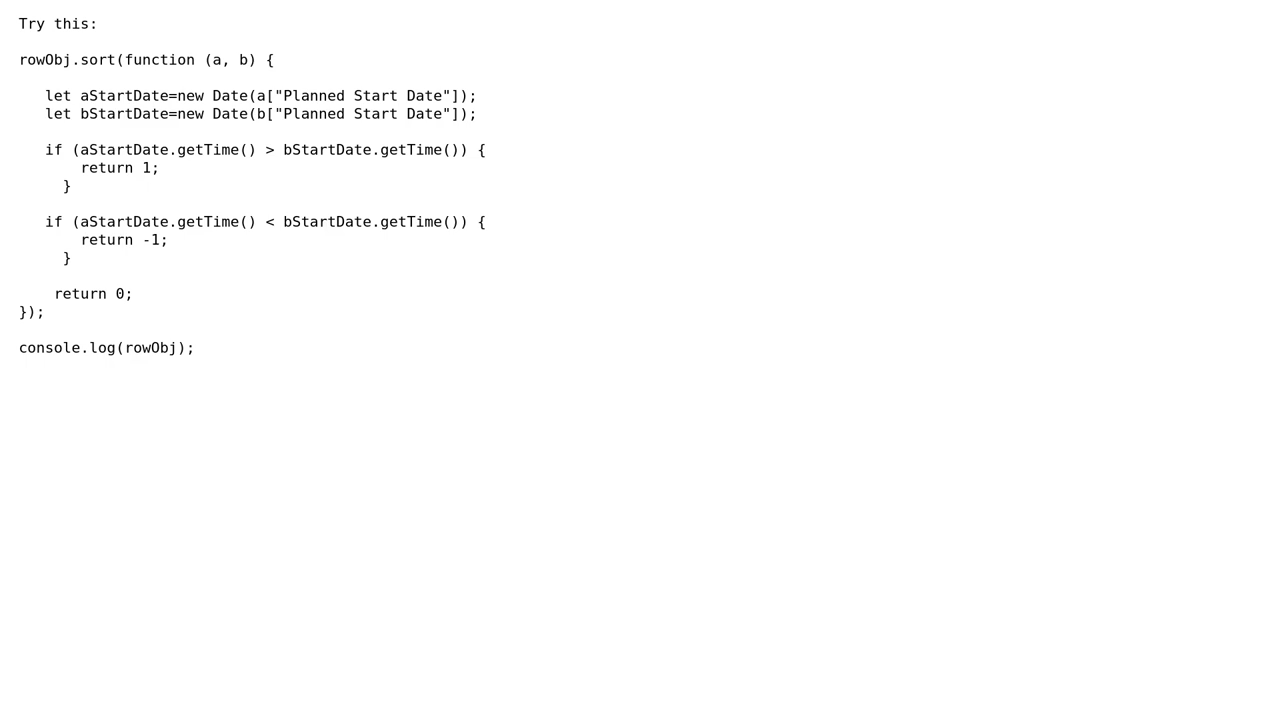 Try this:

rowObj.sort(function (a, b) {

   let aStartDate=new Date(a["Planned Start Date"]);
   let bStartDate=new Date(b["Planned Start Date"]);

   if (aStartDate.getTime() > bStartDate.getTime()) {
       return 1;
     }

   if (aStartDate.getTime() < bStartDate.getTime()) {
       return -1;
     }

    return 0;
});

console.log(rowObj);